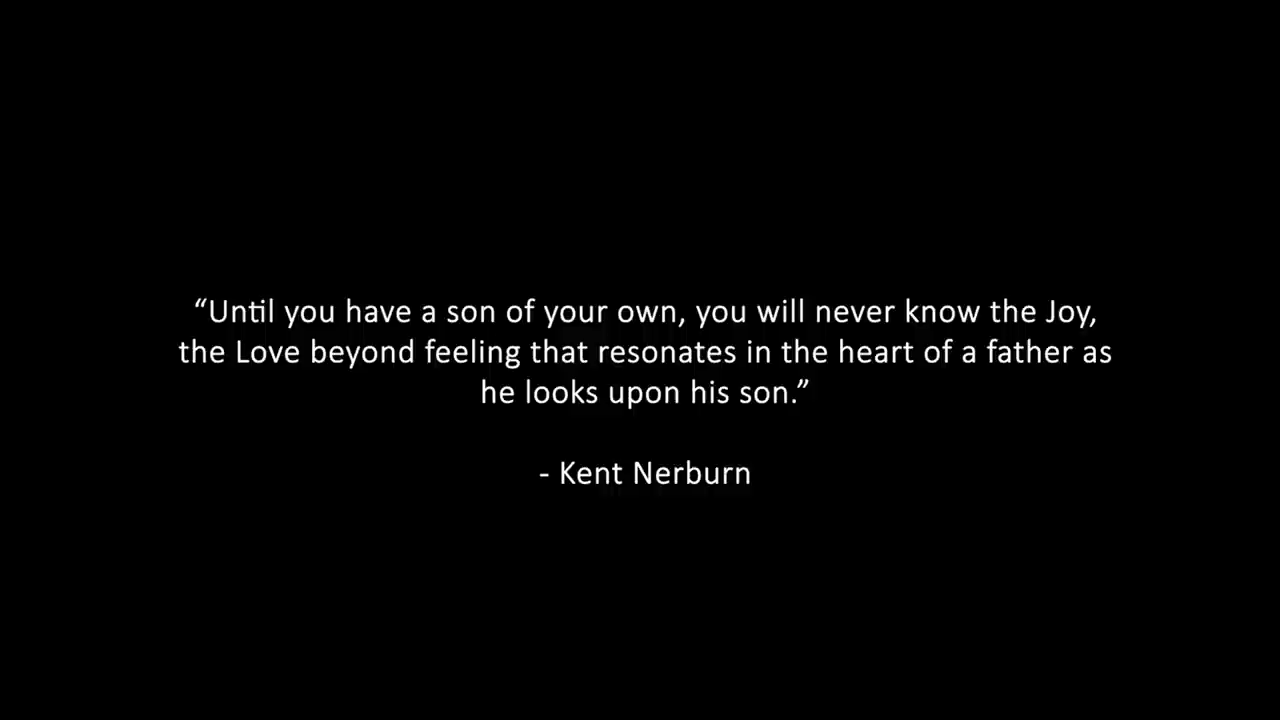 “Until you have a son of your own, you will never know the Joy,
the Love beyond feeling that resonates in the heart of a father as
he looks upon his son.”
- Kent Nerburn